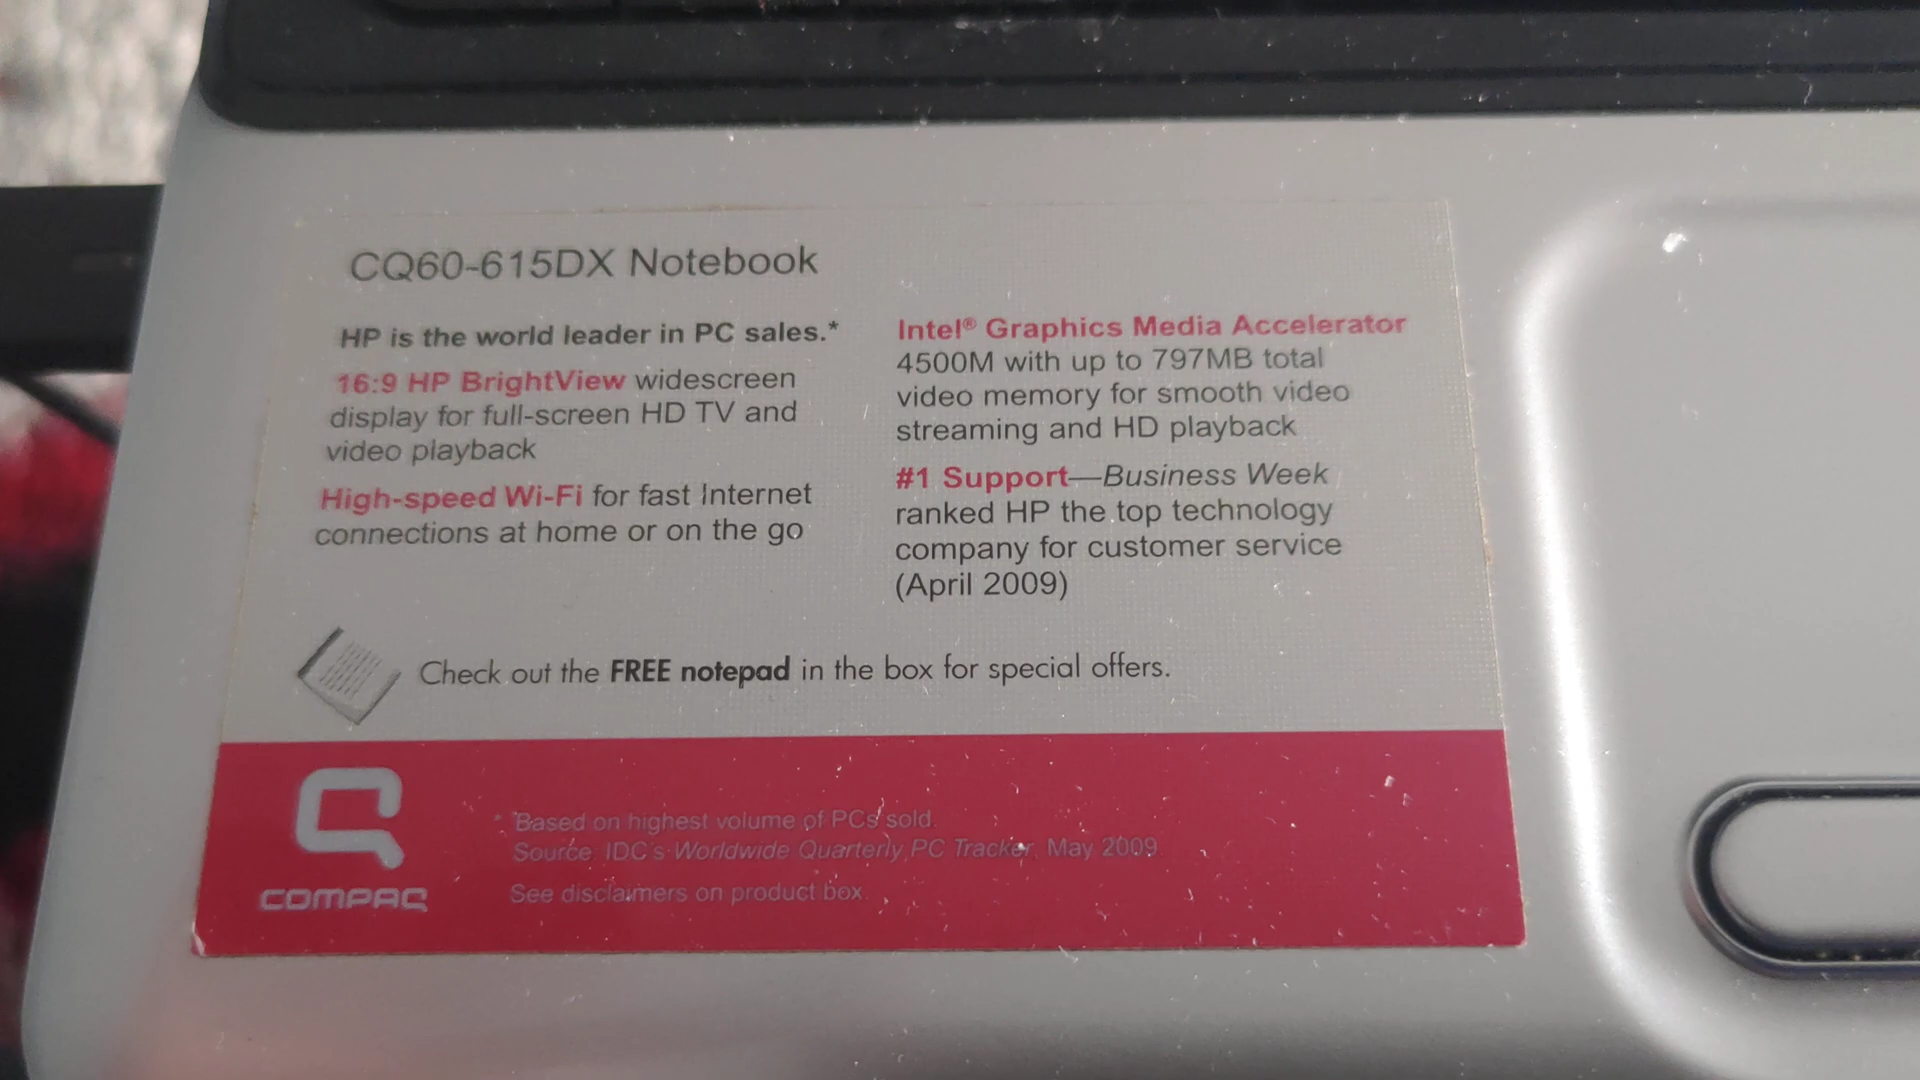 CQ60-615DX Notebook
HP is the world leader in PC sales.*
16:9 HP BrightView widescreen
display for full-screen HD TV and
video playback
High-speed Wi-Fi for fast Internet
connections at home or on the go
Intel® Graphics Media Accelerator
4500M with up to 797MB total
video memory for smooth video
streaming and HD playback
#1 Support—Business Week
ranked HP the top technology
company for customer service
(April 2009)
Check out the FREE notepad in the box for special offers.
COMPAQ
* Based on highest volume of PCs sold.
Source: IDC's Worldwide Quarterly PC Tracker, May 2009.
See disclaimers on product box.